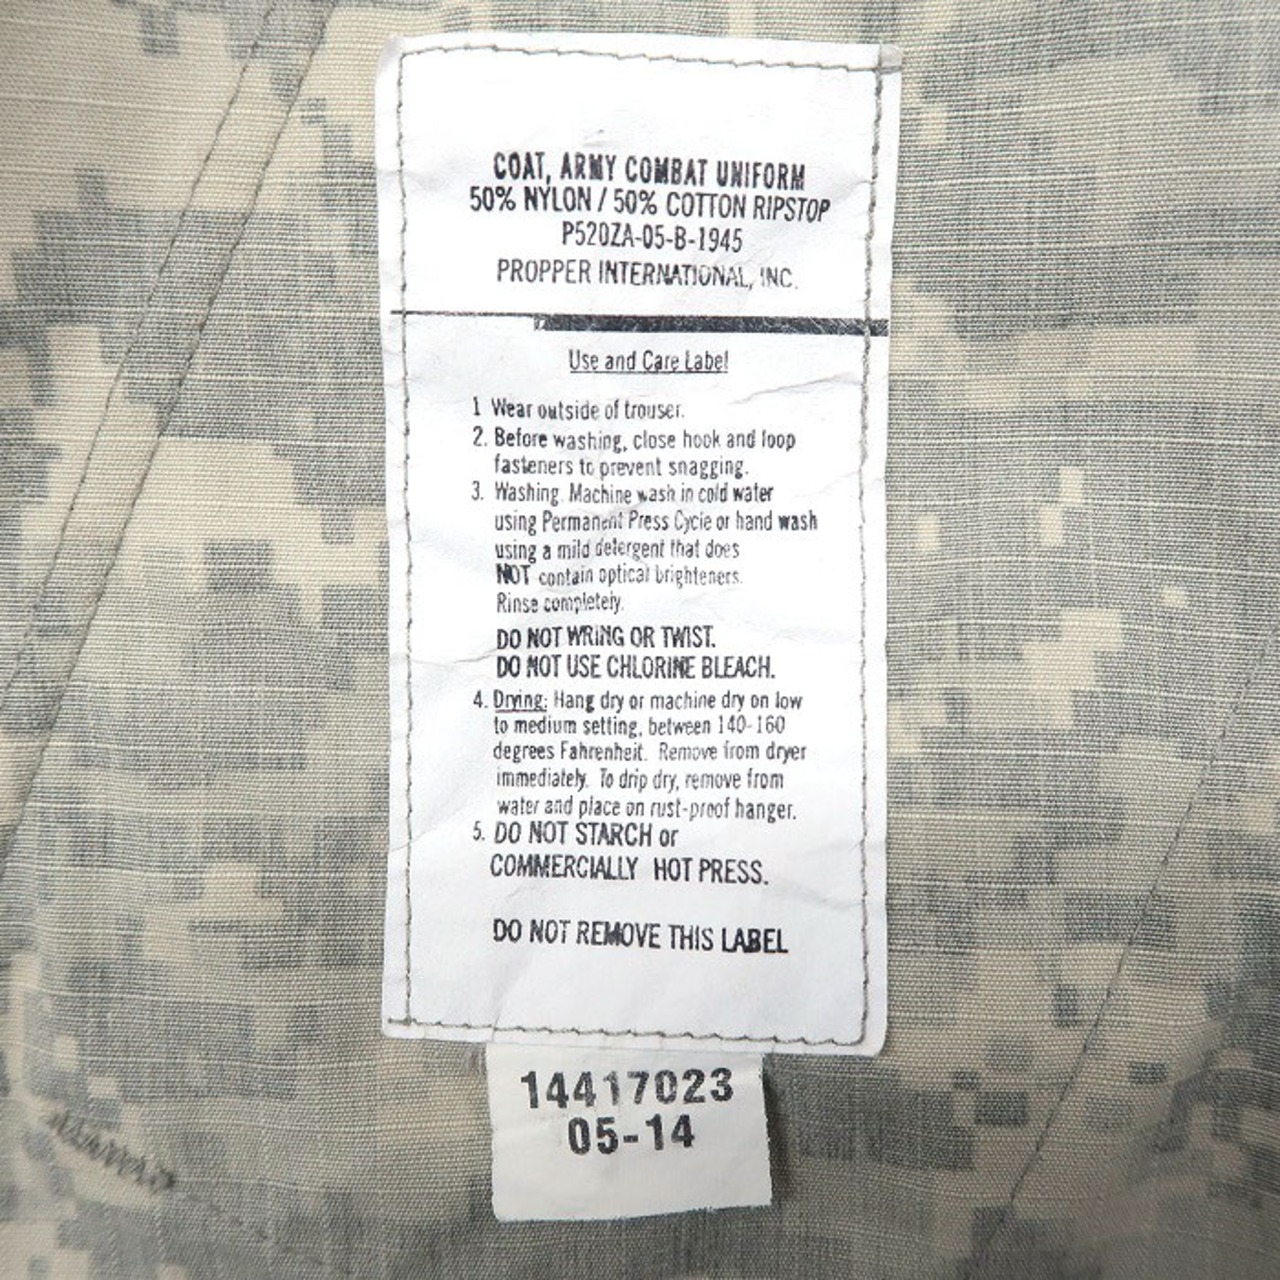 COAT, ARMY COMBAT UNIFORM
50% NYLON / 50% COTTON RIPSTOP
P520ZA-05-B-1945
PROPPER INTERNATIONAL, INC.
Use and Care Label
1 Wear outside of trouser.
2. Before washing, close hook and loop
fasteners to prevent snagging.
3. Washing. Machine wash in cold water
using Permanent Press Cycle or hand wash
using a mild detergent that does
NOT contain optical brighteners.
Rinse completely.
DO NOT WRING OR TWIST.
DO NOT USE CHLORINE BLEACH.
4. Drying: Hang dry or machine dry on low
to medium setting, between 140-160
degrees Fahrenheit. Remove from dryer
immediately. To drip dry, remove from
water and place on rust-proof hanger.
5. DO NOT STARCH or
COMMERCIALLY HOT PRESS.
DO NOT REMOVE THIS LABEL
14417023
05-14